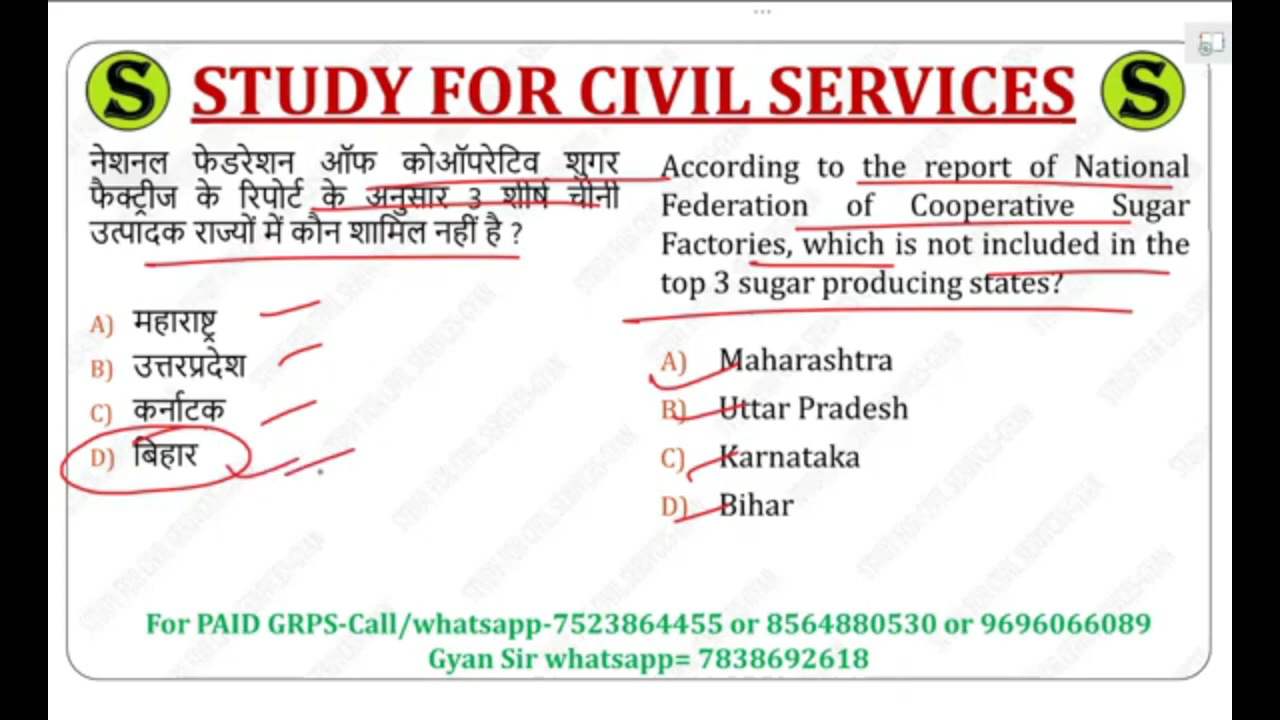 S STUDY FOR CIVIL SERVICES S
नेशनल फेडरेशन ऑफ कोऑपरेटिव शुगर
फैक्ट्रीज के रिपोर्ट के अनुसार 3 शीर्ष चीनी
उत्पादक राज्यों में कौन शामिल नहीं है ?
A) महाराष्ट्र
B) उत्तरप्रदेश
C) कर्नाटक
D) बिहार
According to the report of National
Federation of Cooperative Sugar
Factories, which is not included in the
top 3 sugar producing states?
A) Maharashtra
B) Uttar Pradesh
C) Karnataka
D) Bihar
For PAID GRPS-Call/whatsapp-7523864455 or 8564880530 or 9696066089
Gyan Sir whatsapp= 7838692618